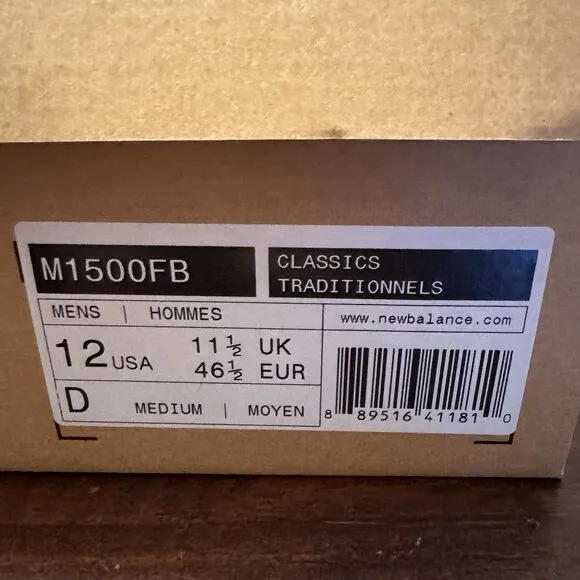 M1500FB
CLASSICS
TRADITIONNELS
MENS | HOMMES
www.newbalance.com
12 USA
11½ UK
46½ EUR
D
MEDIUM | MOYEN
8 89516 41181 0